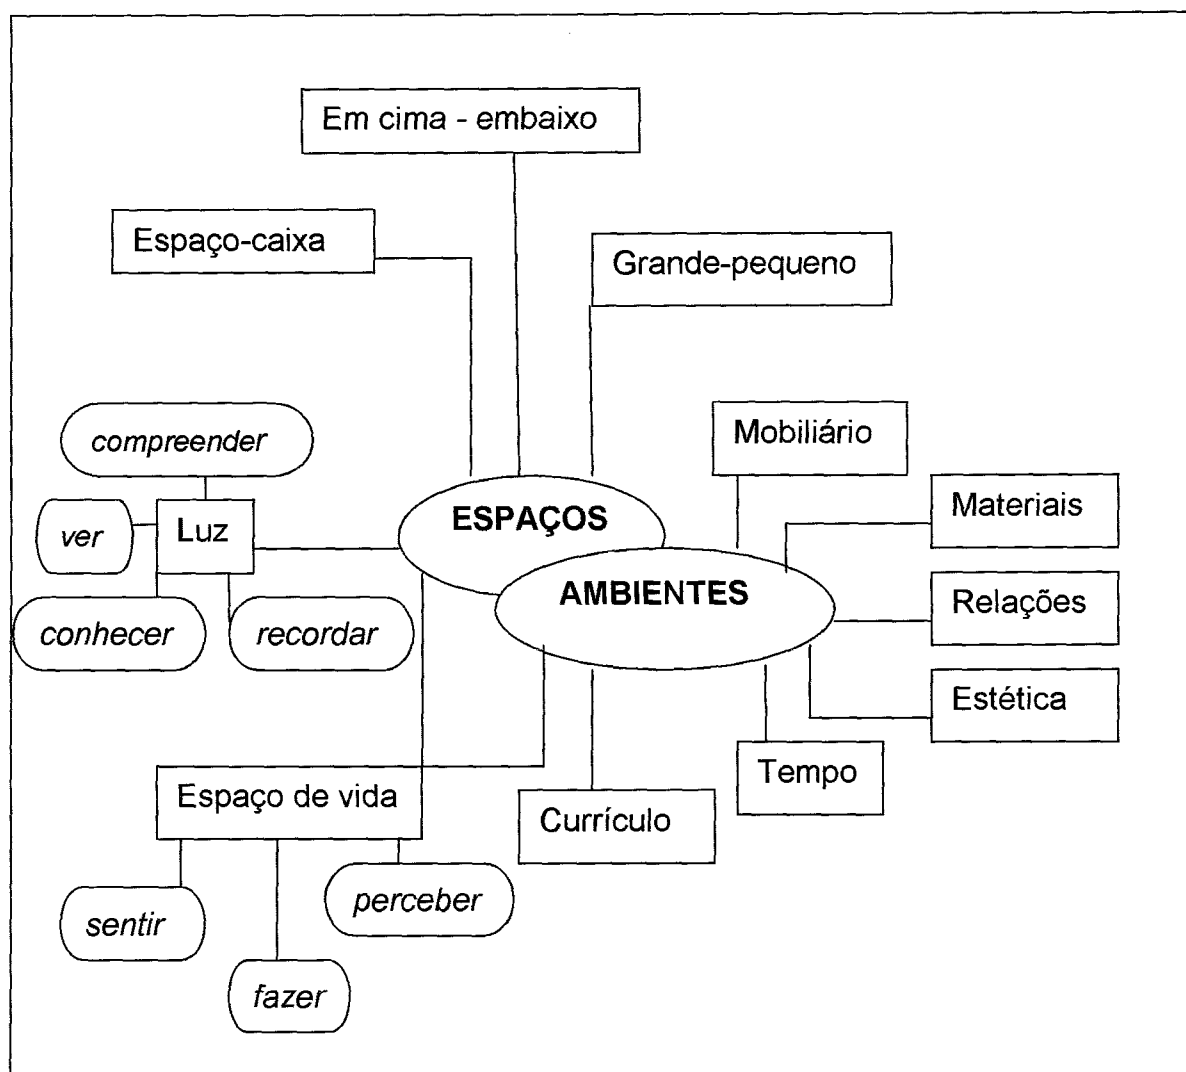 Em cima - embaixo
Espaço-caixa
Grande-pequeno
compreender
Mobiliário
ver
Luz
ESPAÇOS
Materiais
AMBIENTES
conhecer
recordar
Relações
Estética
Espaço de vida
Tempo
Currículo
sentir
perceber
fazer